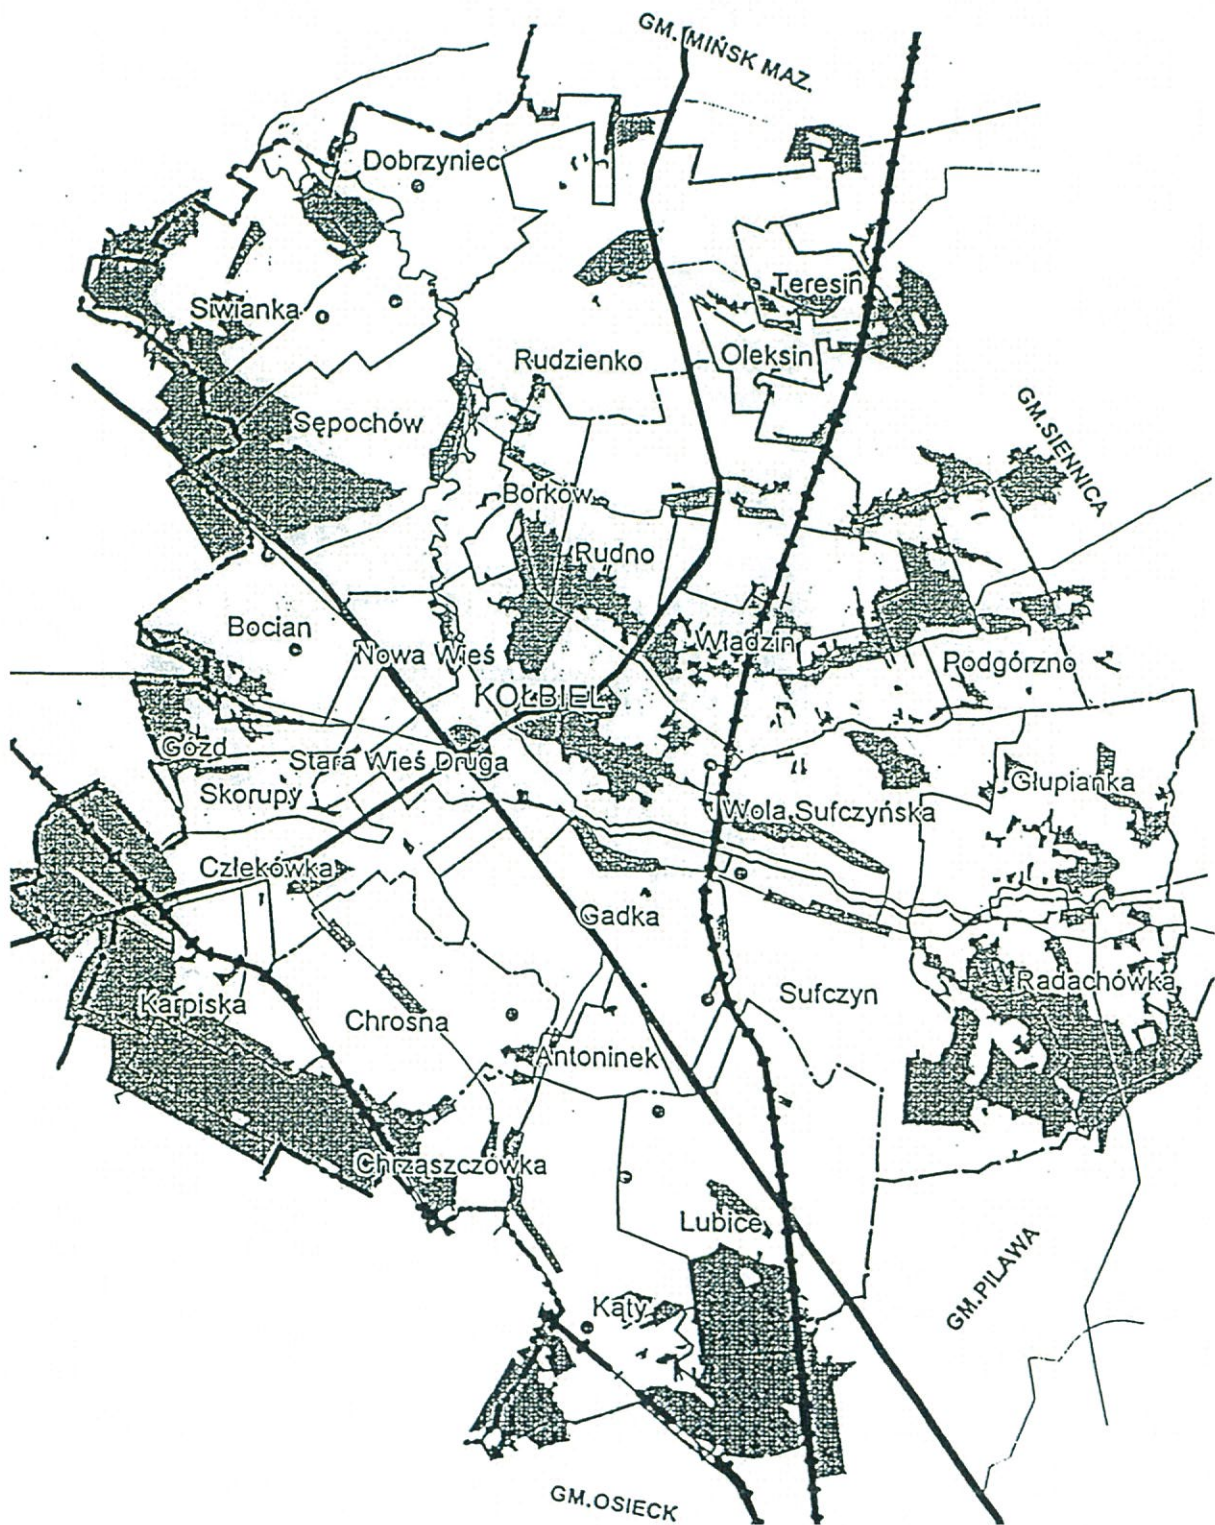 GM. MIŃSK MAZ.
Dobrzyniec
Teresin
Siwianka
Rudzienko
Oleksin
Sępochów
GM.SIENNICA
Borków
Rudno
Bocian
Nowa Wieś
Władzin
Podgórzno
KOŁBIEL
Gózd
Stara Wieś Druga
Skorupy
Głupianka
Wola Sufczyńska
Człekówka
Gadka
Karpiska
Chrosna
Sufczyn
Radachówka
Antoninek
Chrząszczówka
Lubice
GM.PILAWA
Kąty
GM.OSIECK